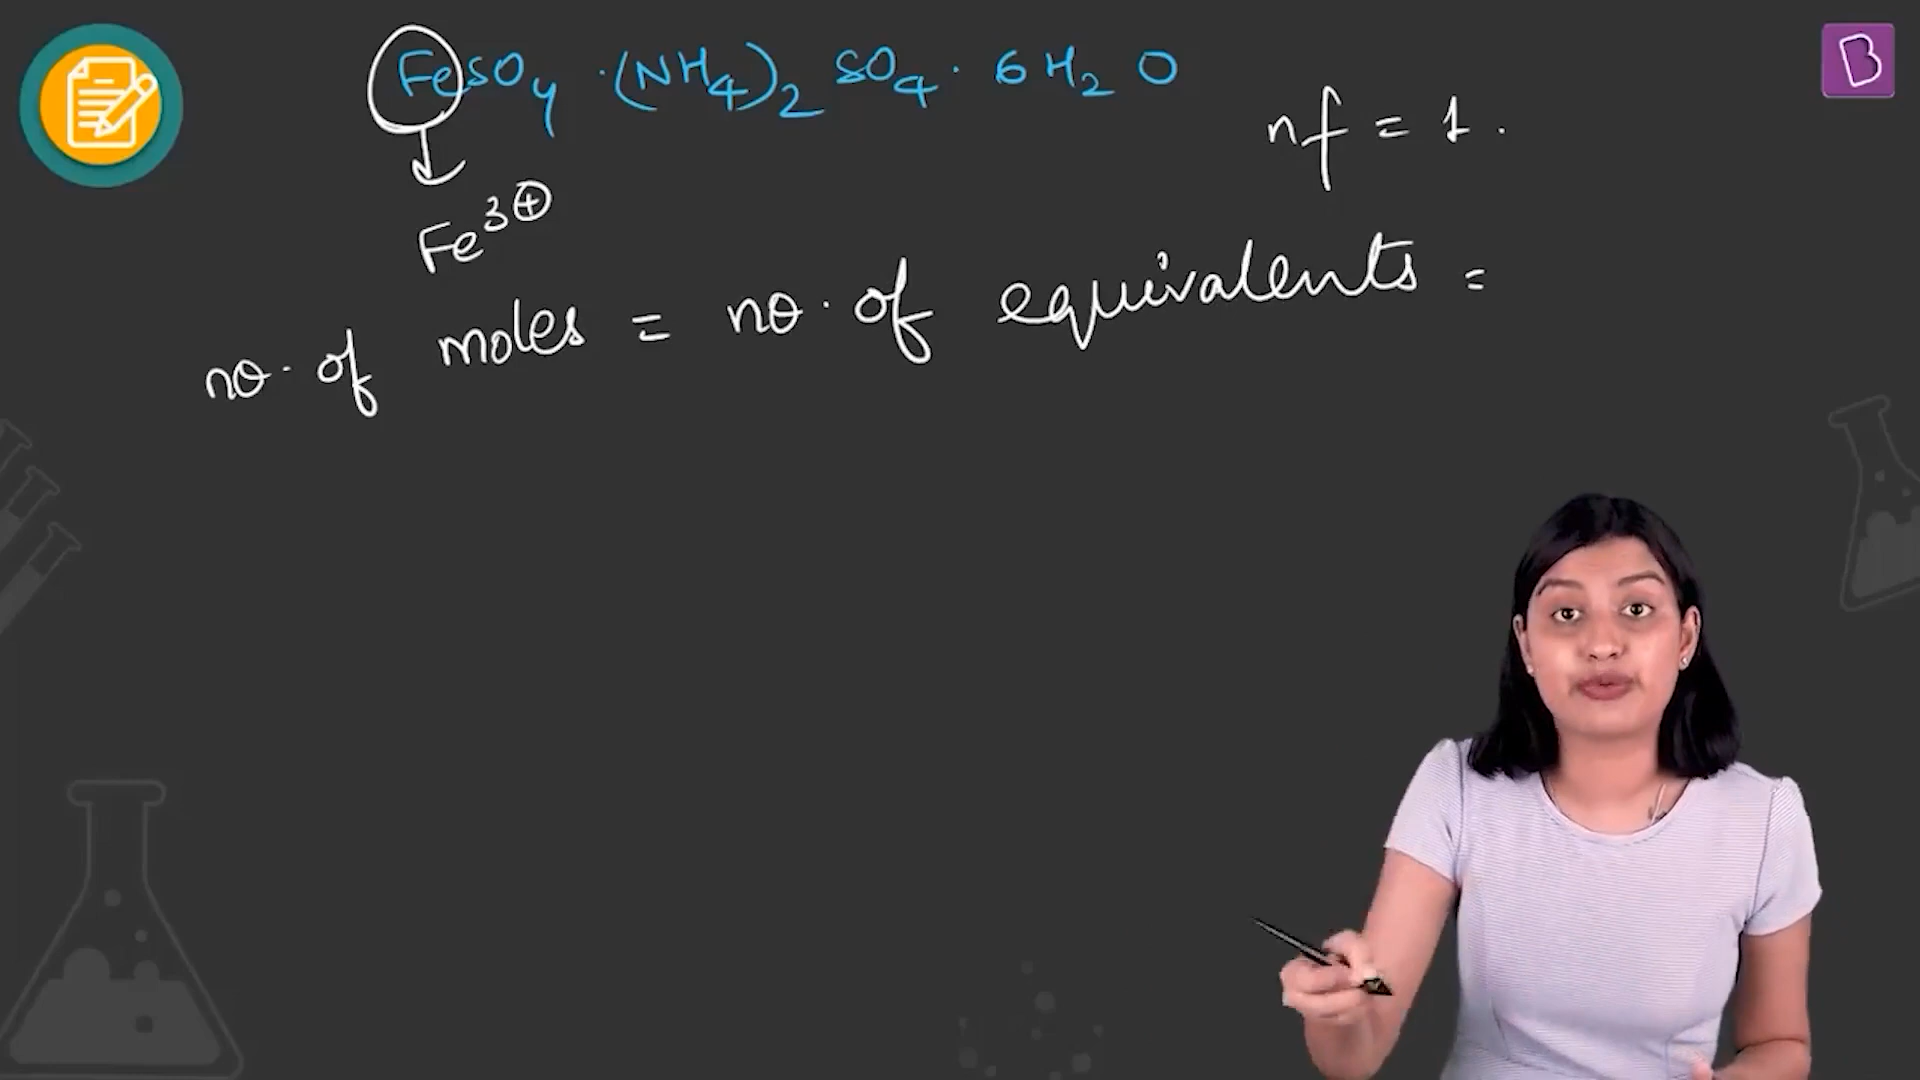 FeSO4 · (NH4)2 SO4 · 6H2O
nf = 1.
Fe3⊕
no. of moles = no. of equivalents =
B